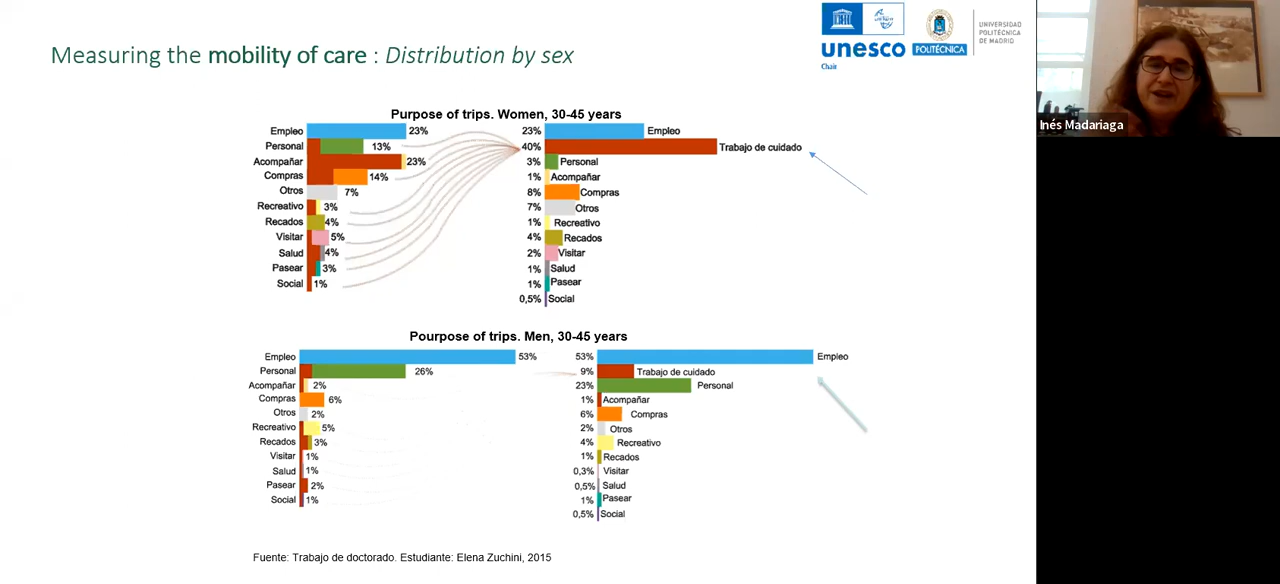 Measuring the mobility of care : Distribution by sex
unesco
Chair
POLITÉCNICA
UNIVERSIDAD
POLITÉCNICA
DE MADRID
Inés Madariaga
Purpose of trips. Women, 30-45 years
Empleo 23%
Personal 13%
Acompañar 23%
Compras 14%
Otros 7%
Recreativo 3%
Recados 4%
Visitar 5%
Salud 4%
Pasear 3%
Social 1%
23% Empleo
40% Trabajo de cuidado
3% Personal
1% Acompañar
8% Compras
7% Otros
1% Recreativo
4% Recados
2% Visitar
1% Salud
1% Pasear
0,5% Social
Pourpose of trips. Men, 30-45 years
Empleo 53%
Personal 26%
Acompañar 2%
Compras 6%
Otros 2%
Recreativo 5%
Recados 3%
Visitar 1%
Salud 1%
Pasear 2%
Social 1%
53% Empleo
9% Trabajo de cuidado
23% Personal
1% Acompañar
6% Compras
2% Otros
4% Recreativo
1% Recados
0,3% Visitar
0,5% Salud
1% Pasear
0,5% Social
Fuente: Trabajo de doctorado. Estudiante: Elena Zuchini, 2015